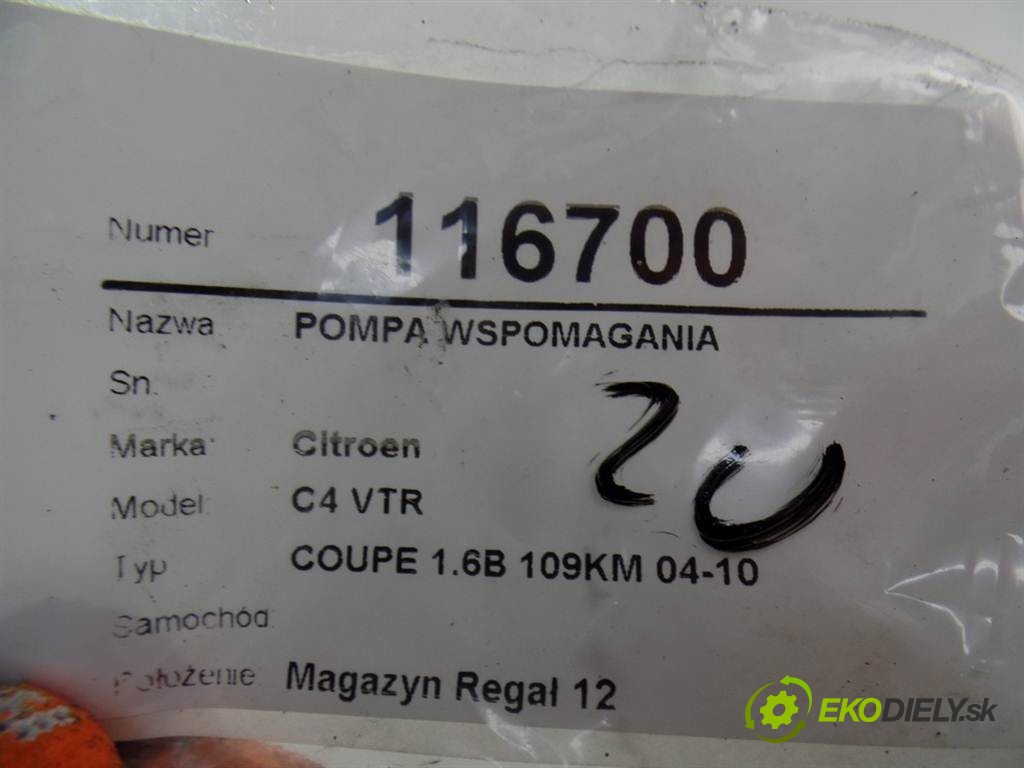 Numer 116700
Nazwa: POMPA WSPOMAGANIA
Sn.
Marka: Citroen
Model: C4 VTR
Typ COUPE 1.6B 109KM 04-10
Samochód:
Położenie: Magazyn Regał 12
20
EKODIELY.sk